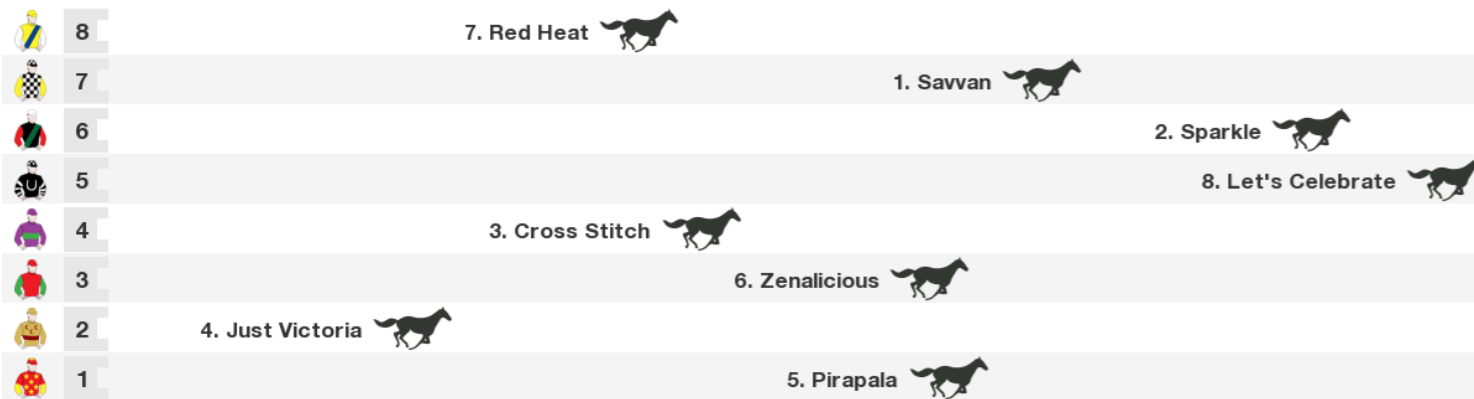 8 7. Red Heat
7 1. Savvan
6 2. Sparkle
5 8. Let's Celebrate
4 3. Cross Stitch
3 6. Zenalicious
2 4. Just Victoria
1 5. Pirapala